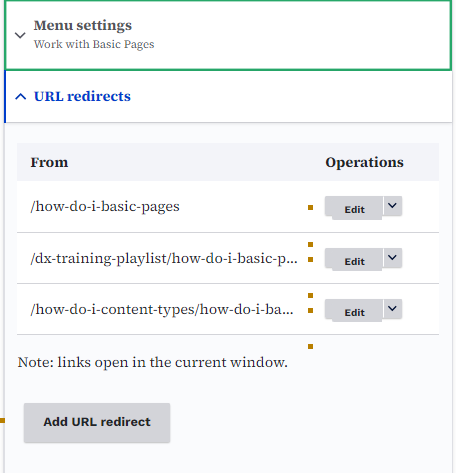 Menu settings
Work with Basic Pages
URL redirects
From Operations
/how-do-i-basic-pages Edit
/dx-training-playlist/how-do-i-basic-p... Edit
/how-do-i-content-types/how-do-i-ba... Edit
Note: links open in the current window.
Add URL redirect